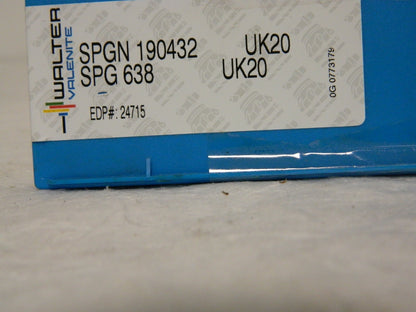 WALTER
VALENITE
SPGN 190432 UK20
SPG 638 UK20
EDP#: 24715
0G 0773179